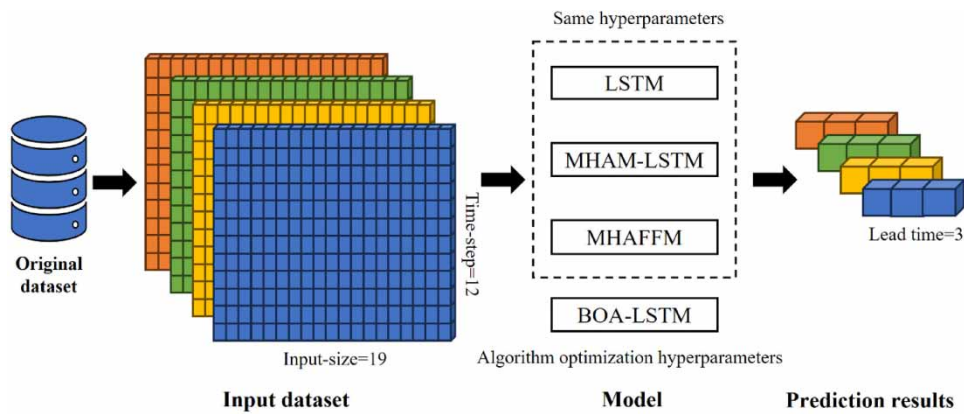 Same hyperparameters
LSTM
MHAM-LSTM
MHAFFM
BOA-LSTM
Algorithm optimization hyperparameters
Original
dataset
Time-step=12
Input-size=19
Lead time=3
Input dataset
Model
Prediction results